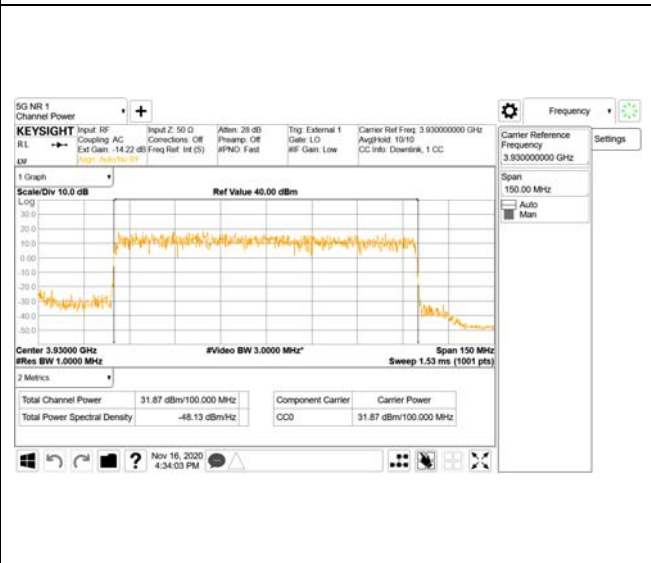 5G NR 1
Channel Power
KEYSIGHT
RL
Input: RF
Coupling: AC
Ext Gain: -14.22 dB
Align: Auto/No RF
Input Z: 50 Ω
Corrections: Off
Freq Ref: Int (S)
Atten: 28 dB
Preamp: Off
#PNO: Fast
Trig: External 1
Gate: LO
#IF Gain: Low
Carrier Ref Freq: 3.930000000 GHz
Avg|Hold: 10/10
CC Info: Downlink, 1 CC
1 Graph
Scale/Div 10.0 dB
Ref Value 40.00 dBm
Log
30.0
20.0
10.0
0.00
-10.0
-20.0
-30.0
-40.0
-50.0
Center 3.93000 GHz
#Video BW 3.0000 MHz*
Span 150 MHz
#Res BW 1.0000 MHz
Sweep 1.53 ms (1001 pts)
2 Metrics
Total Channel Power 31.87 dBm/100.000 MHz
Total Power Spectral Density -48.13 dBm/Hz
Component Carrier Carrier Power
CC0 31.87 dBm/100.000 MHz
?
Nov 16, 2020
4:34:03 PM
Frequency
Carrier Reference
Frequency
3.930000000 GHz
Span
150.00 MHz
Auto
Man
Settings